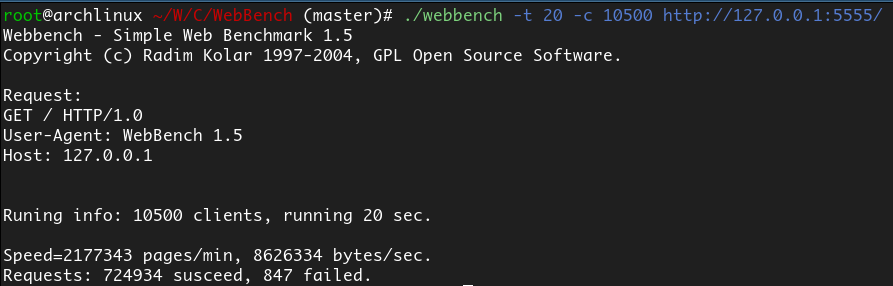 root@archlinux ~/W/C/WebBench (master)# ./webbench -t 20 -c 10500 http://127.0.0.1:5555/
Webbench - Simple Web Benchmark 1.5
Copyright (c) Radim Kolar 1997-2004, GPL Open Source Software.
Request:
GET / HTTP/1.0
User-Agent: WebBench 1.5
Host: 127.0.0.1
Runing info: 10500 clients, running 20 sec.
Speed=2177343 pages/min, 8626334 bytes/sec.
Requests: 724934 susceed, 847 failed.